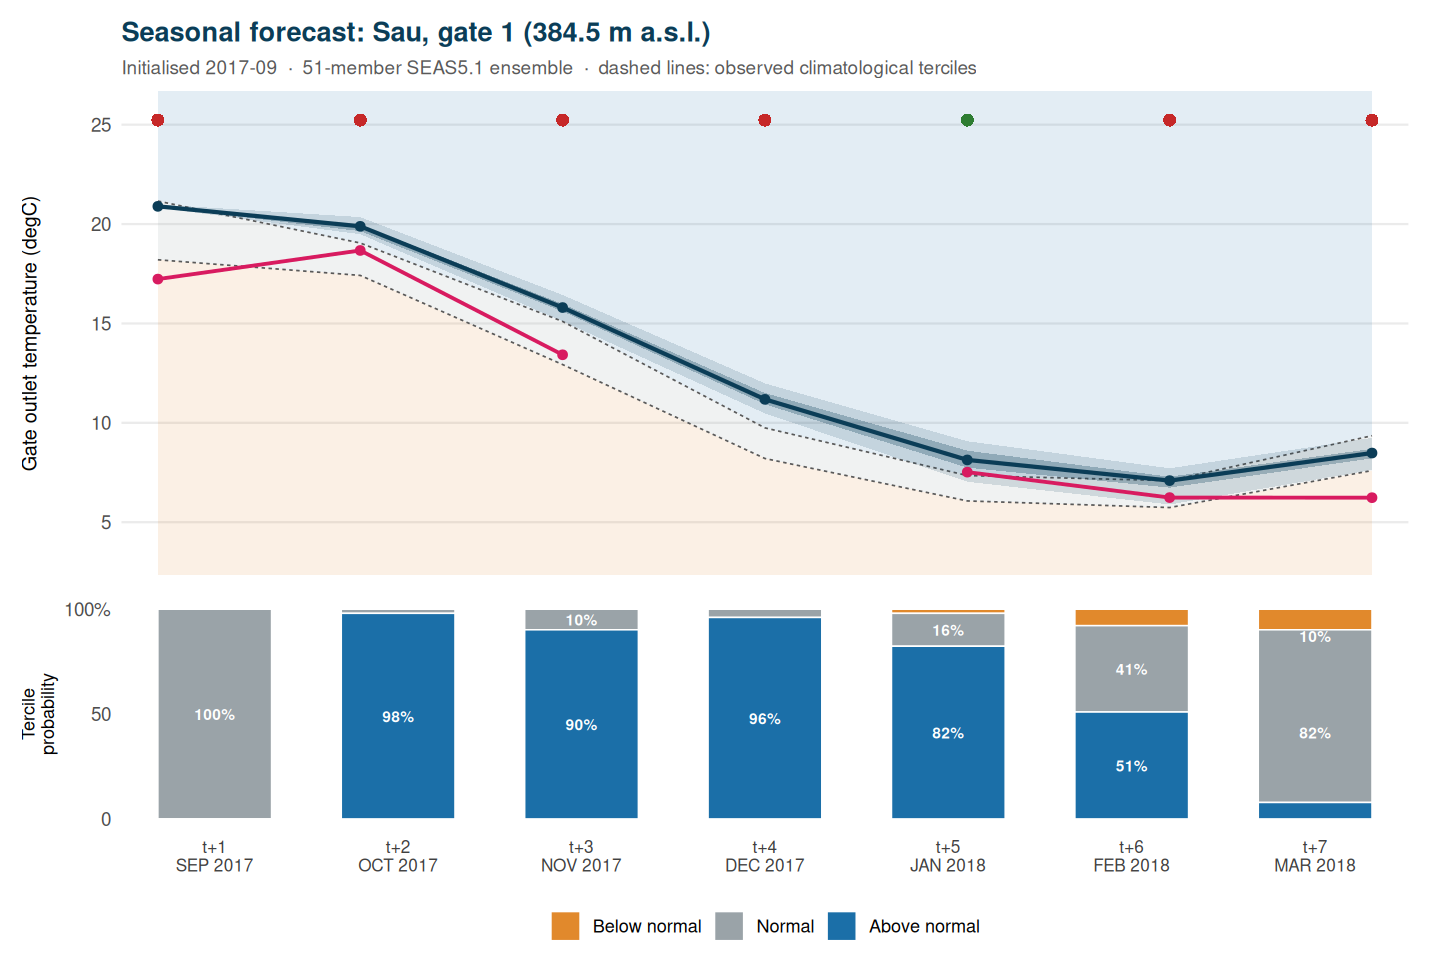 Seasonal forecast: Sau, gate 1 (384.5 m a.s.l.)
Initialised 2017-09 · 51-member SEAS5.1 ensemble · dashed lines: observed climatological terciles
Gate outlet temperature (degC)
25
20
15
10
5
Tercile
probability
100%
50
0
100%
98%
10%
90%
96%
16%
82%
41%
51%
10%
82%
t+1
SEP 2017
t+2
OCT 2017
t+3
NOV 2017
t+4
DEC 2017
t+5
JAN 2018
t+6
FEB 2018
t+7
MAR 2018
Below normal
Normal
Above normal